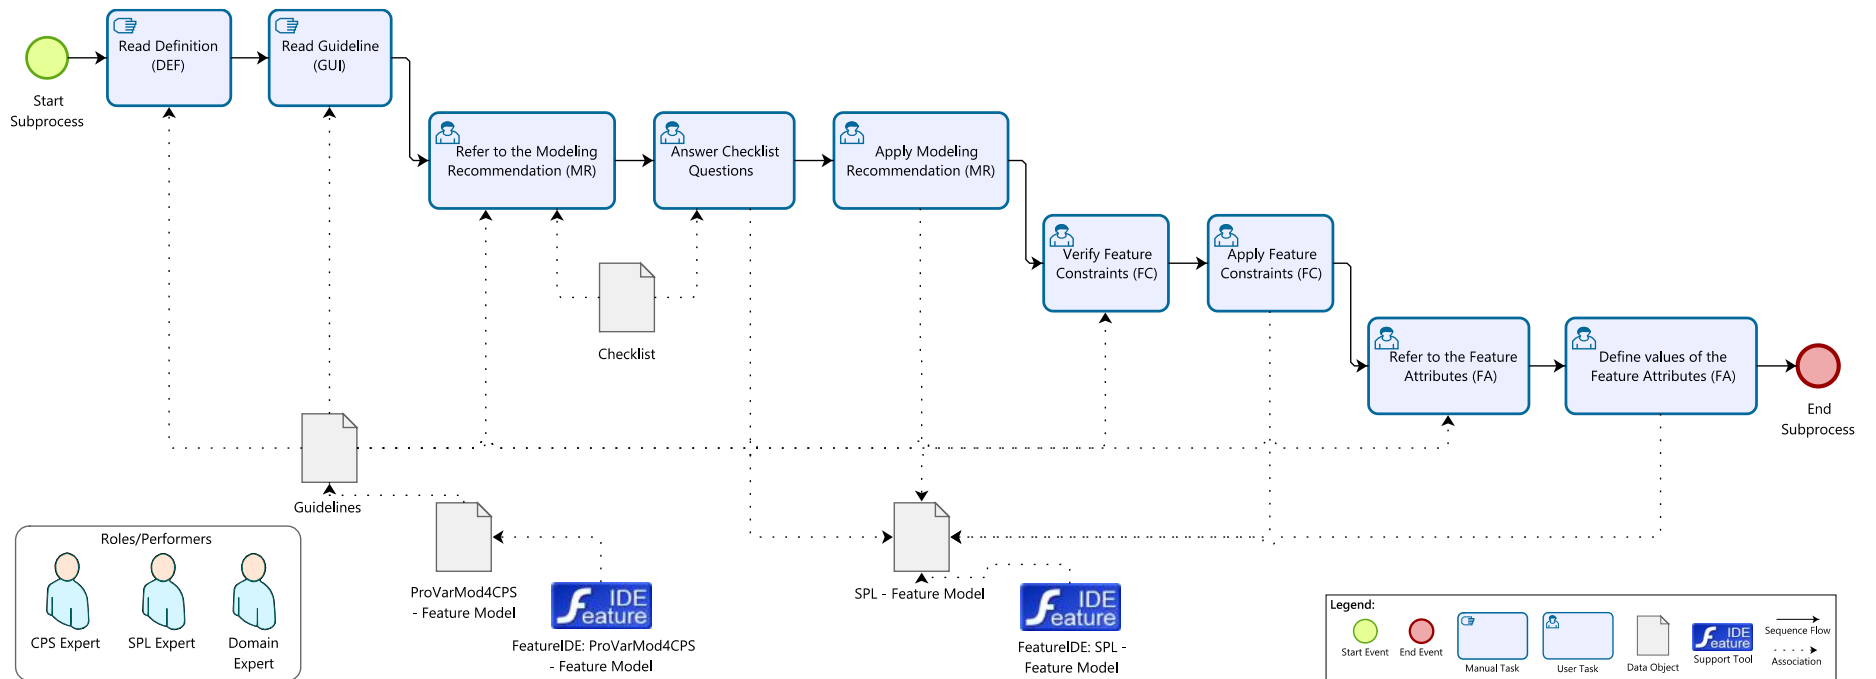 Start
Subprocess
Read Definition
(DEF)
Read Guideline
(GUI)
Refer to the Modeling
Recommendation (MR)
Answer Checklist
Questions
Apply Modeling
Recommendation (MR)
Verify Feature
Constraints (FC)
Apply Feature
Constraints (FC)
Refer to the Feature
Attributes (FA)
Define values of the
Feature Attributes (FA)
End
Subprocess
Checklist
Guidelines
ProVarMod4CPS
- Feature Model
IDE
Feature
FeatureIDE: ProVarMod4CPS
- Feature Model
SPL - Feature Model
IDE
Feature
FeatureIDE: SPL -
Feature Model
Roles/Performers
CPS Expert
SPL Expert
Domain
Expert
Legend:
Start Event
End Event
Manual Task
User Task
Data Object
IDE
Feature
Support Tool
Sequence Flow
Association